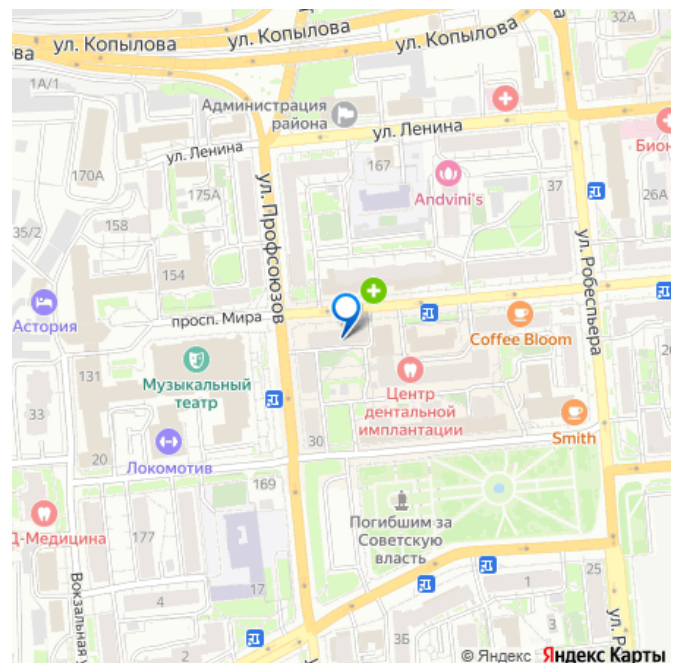 ул. Копылова
ул. Копылова
ул. Копылова
32А
ова
1А/1
Администрация
района
ул. Ленина
ул. Ленина
167
Бион
170А
175А
Andvini's
37
26А
35/2
158
ул. Профсоюзов
154
ул. Робеспьера
Астория
просп. Мира
Coffee Bloom
Музыкальный
театр
131
Центр
дентальной
имплантации
33
30
Smith
20
Локомотив
169
Д-Медицина
177
Погибшим за
Советскую
власть
17
25
1
Вокзальная у
4
3Б
3
ул. Р
2
© Яндекс Яндекс Карты